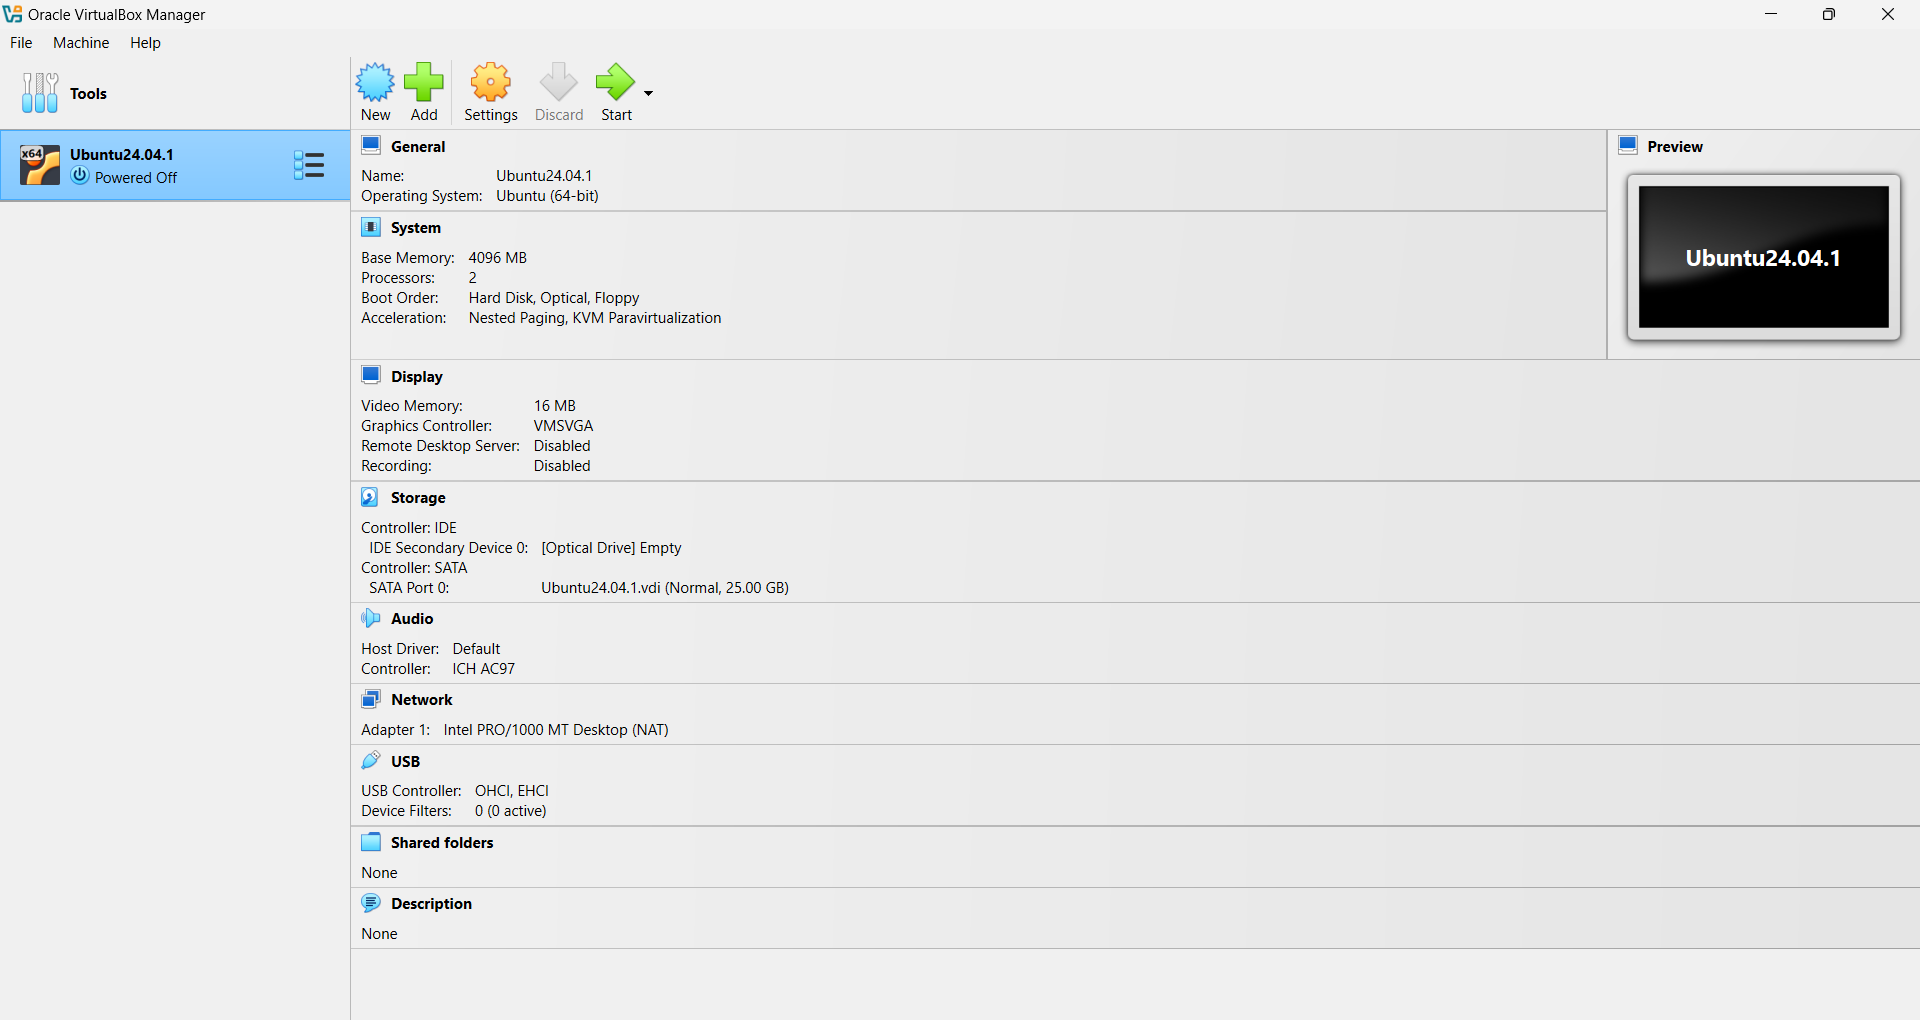 Oracle VirtualBox Manager
File Machine Help
Tools
New Add Settings Discard Start
x64
Ubuntu24.04.1
Powered Off
General
Name: Ubuntu24.04.1
Operating System: Ubuntu (64-bit)
Preview
Ubuntu24.04.1
System
Base Memory: 4096 MB
Processors: 2
Boot Order: Hard Disk, Optical, Floppy
Acceleration: Nested Paging, KVM Paravirtualization
Display
Video Memory: 16 MB
Graphics Controller: VMSVGA
Remote Desktop Server: Disabled
Recording: Disabled
Storage
Controller: IDE
IDE Secondary Device 0: [Optical Drive] Empty
Controller: SATA
SATA Port 0: Ubuntu24.04.1.vdi (Normal, 25.00 GB)
Audio
Host Driver: Default
Controller: ICH AC97
Network
Adapter 1: Intel PRO/1000 MT Desktop (NAT)
USB
USB Controller: OHCI, EHCI
Device Filters: 0 (0 active)
Shared folders
None
Description
None